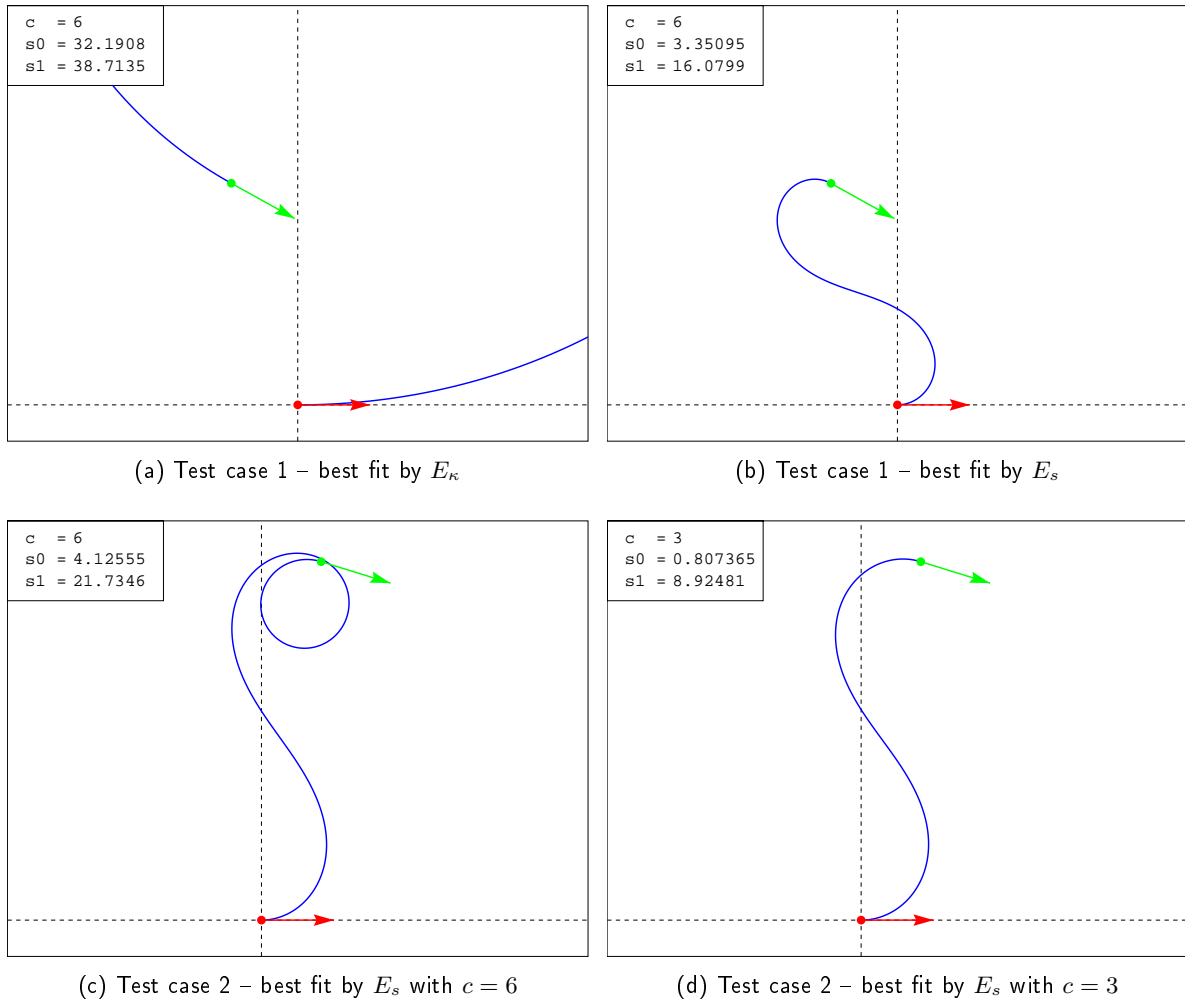 c  = 6
s0 = 32.1908
s1 = 38.7135
(a) Test case 1 – best fit by $E_\kappa$
c  = 6
s0 = 3.35095
s1 = 16.0799
(b) Test case 1 – best fit by $E_s$
c  = 6
s0 = 4.12555
s1 = 21.7346
(c) Test case 2 – best fit by $E_s$ with $c = 6$
c  = 3
s0 = 0.807365
s1 = 8.92481
(d) Test case 2 – best fit by $E_s$ with $c = 3$